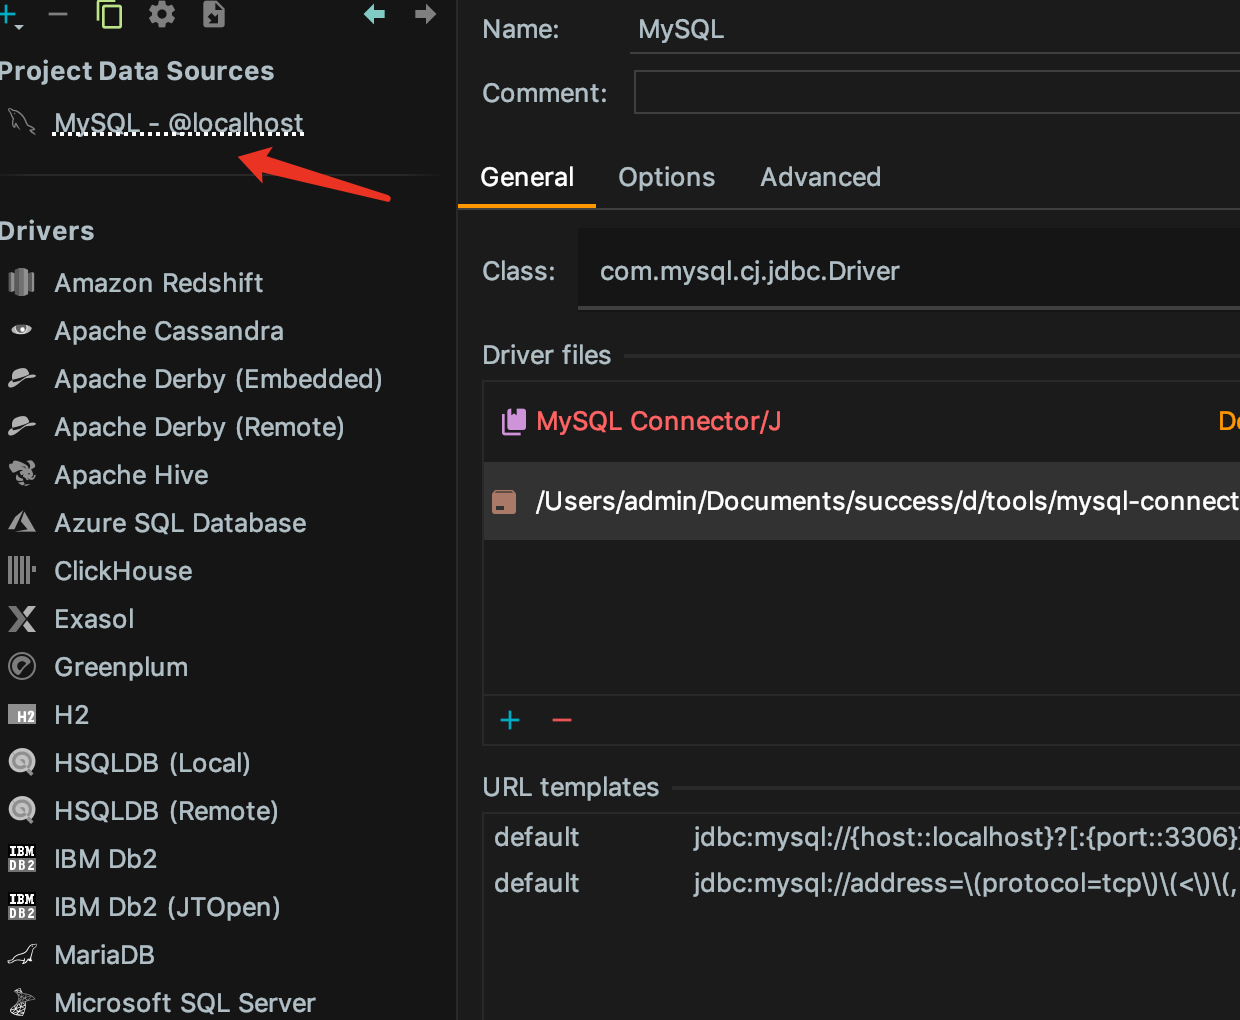 Project Data Sources
MySQL - @localhost
Drivers
Amazon Redshift
Apache Cassandra
Apache Derby (Embedded)
Apache Derby (Remote)
Apache Hive
Azure SQL Database
ClickHouse
Exasol
Greenplum
H2 H2
HSQLDB (Local)
HSQLDB (Remote)
IBM DB2 IBM Db2
IBM DB2 IBM Db2 (JTOpen)
MariaDB
Microsoft SQL Server
Name: MySQL
Comment:
General Options Advanced
Class: com.mysql.cj.jdbc.Driver
Driver files
MySQL Connector/J
/Users/admin/Documents/success/d/tools/mysql-connect
URL templates
default jdbc:mysql://{host::localhost}?[:{port::3306}]
default jdbc:mysql://address=\(protocol=tcp\)\(<\)\(,